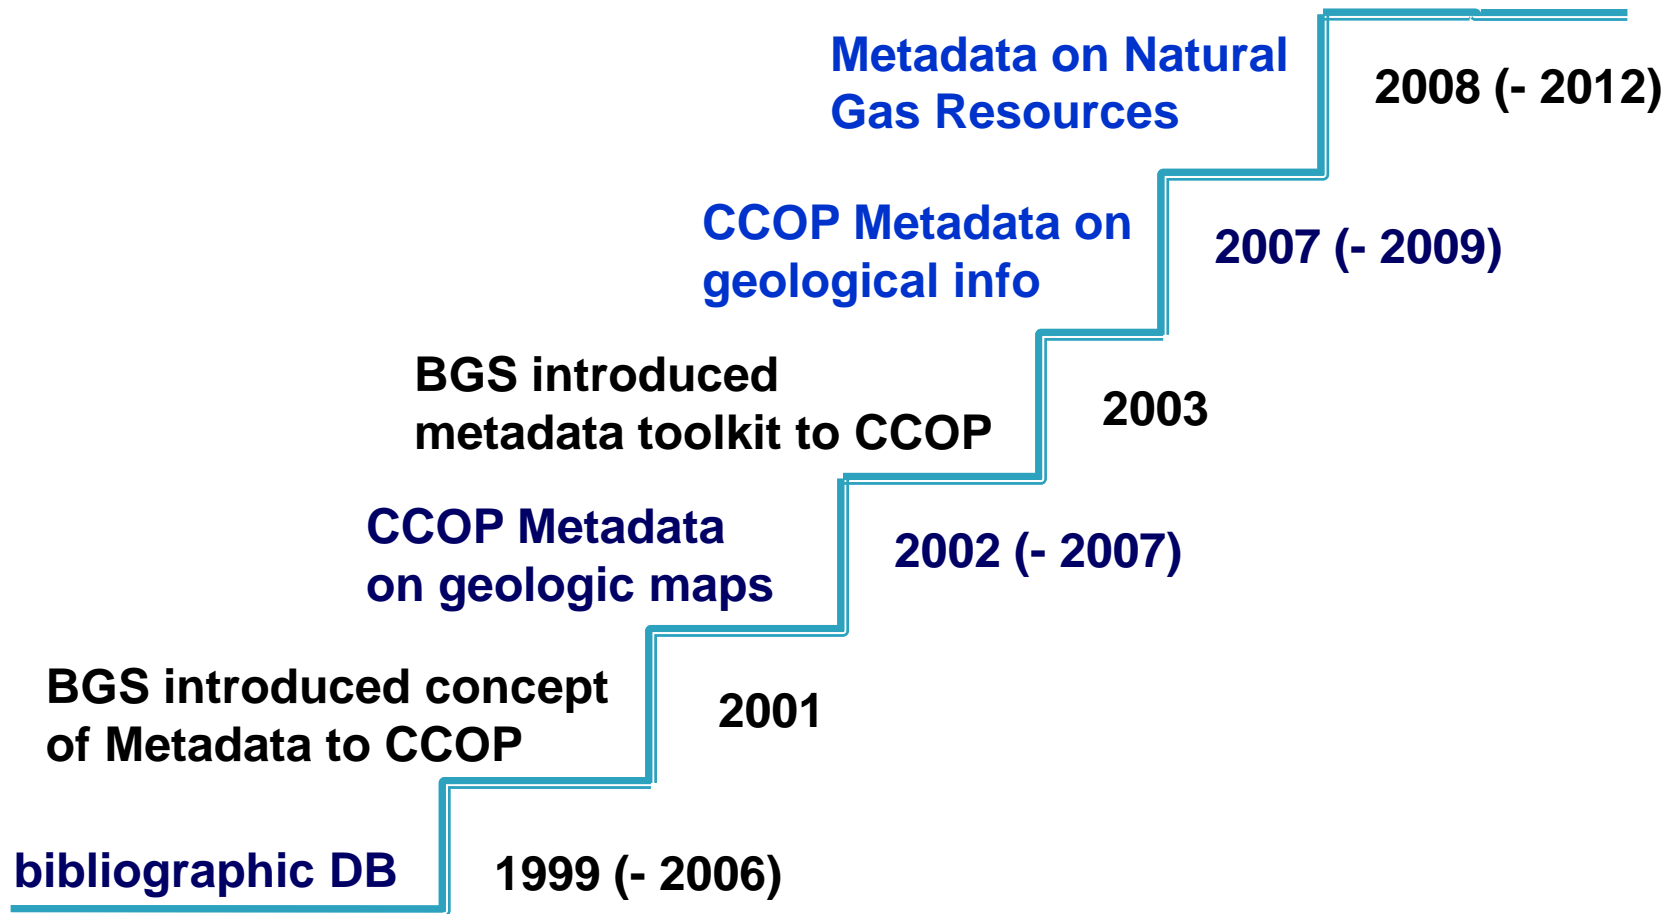 Metadata on Natural
Gas Resources
2008 (- 2012)
CCOP Metadata on
geological info
2007 (- 2009)
BGS introduced
metadata toolkit to CCOP
2003
CCOP Metadata
on geologic maps
2002 (- 2007)
BGS introduced concept
of Metadata to CCOP
2001
bibliographic DB
1999 (- 2006)